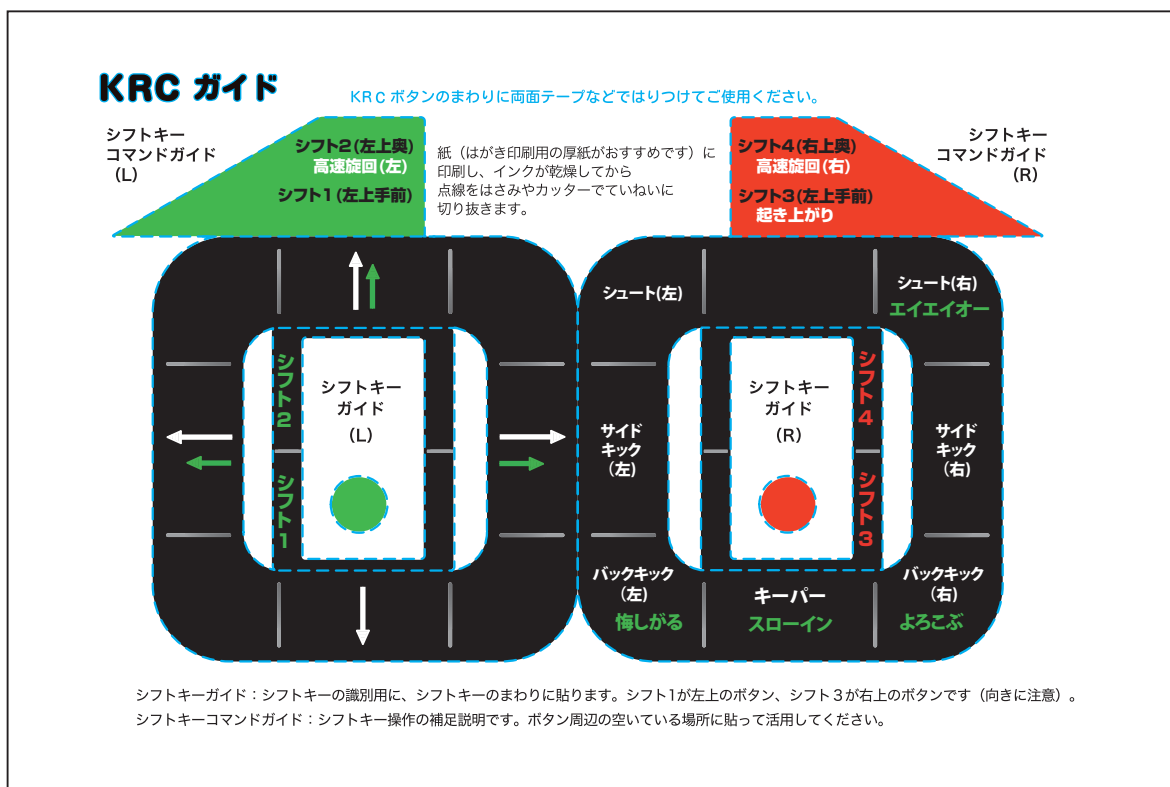 KRC ガイド
KRC ボタンのまわりに両面テープなどではりつけてご使用ください。
シフトキー
コマンドガイド
(L)
シフト2(左上奥)
高速旋回(左)
シフト1(左上手前)
紙（はがき印刷用の厚紙がおすすめです）に
印刷し、インクが乾燥してから
点線をはさみやカッターでていねいに
切り抜きます。
シフト4(右上奥)
高速旋回(右)
シフト3(左上手前)
起き上がり
シフトキー
コマンドガイド
(R)
シフト2
シフト1
シフトキー
ガイド
(L)
シュート(左)
シュート(右)
エイエイオー
シフトキー
ガイド
(R)
シフト4
シフト3
サイド
キック
(左)
サイド
キック
(右)
バックキック
(左)
悔しがる
キーパー
スローイン
バックキック
(右)
よろこぶ
シフトキーガイド：シフトキーの識別用に、シフトキーのまわりに貼ります。シフト1が左上のボタン、シフト３が右上のボタンです（向きに注意）。
シフトキーコマンドガイド：シフトキー操作の補足説明です。ボタン周辺の空いている場所に貼って活用してください。